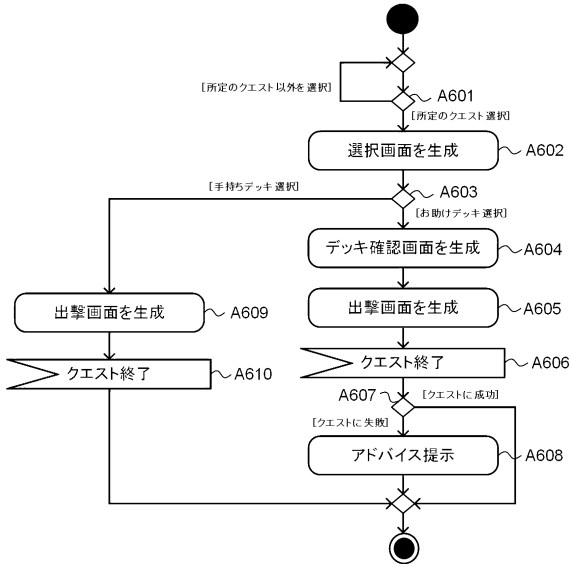 [所定のクエスト以外を選択]
A601
[所定のクエスト選択]
選択画面を生成
A602
[手持ちデッキ選択]
A603
[お助けデッキ選択]
デッキ確認画面を生成
A604
出撃画面を生成
A609
出撃画面を生成
A605
クエスト終了
A610
クエスト終了
A606
A607
[クエストに成功]
[クエストに失敗]
アドバイス提示
A608